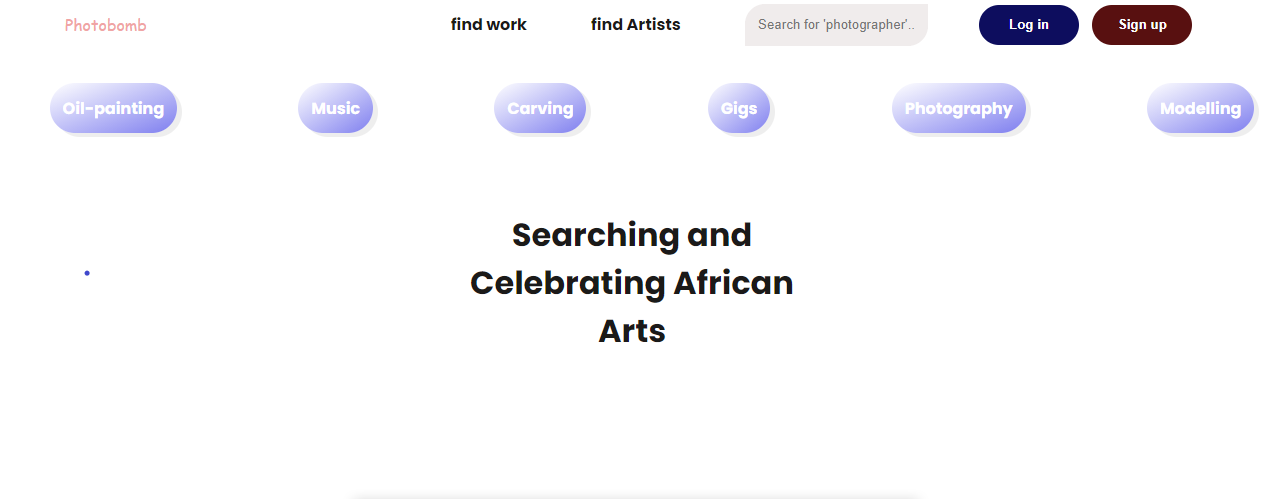 Photobomb find work find Artists Search for 'photographer'.. Log in Sign up
Oil-painting Music Carving Gigs Photography Modelling
Searching and
Celebrating African
Arts